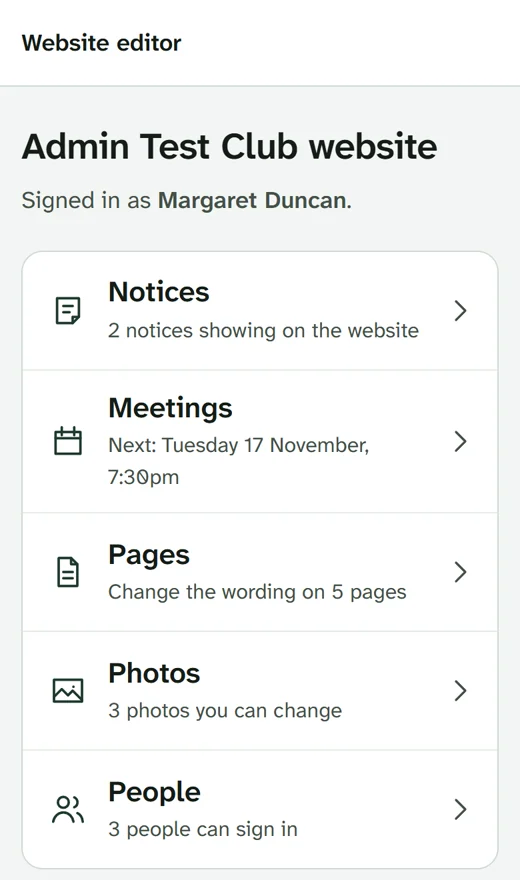 Website editor
Admin Test Club website
Signed in as Margaret Duncan.
Notices
2 notices showing on the website
Meetings
Next: Tuesday 17 November,
7:30pm
Pages
Change the wording on 5 pages
Photos
3 photos you can change
People
3 people can sign in